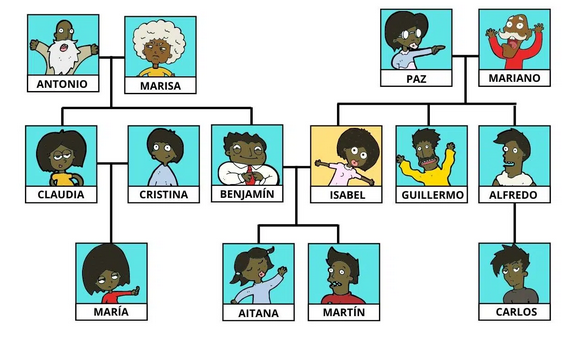 ANTONIO
MARISA
PAZ
MARIANO
CLAUDIA
CRISTINA
BENJAMÍN
ISABEL
GUILLERMO
ALFREDO
MARÍA
AITANA
MARTÍN
CARLOS